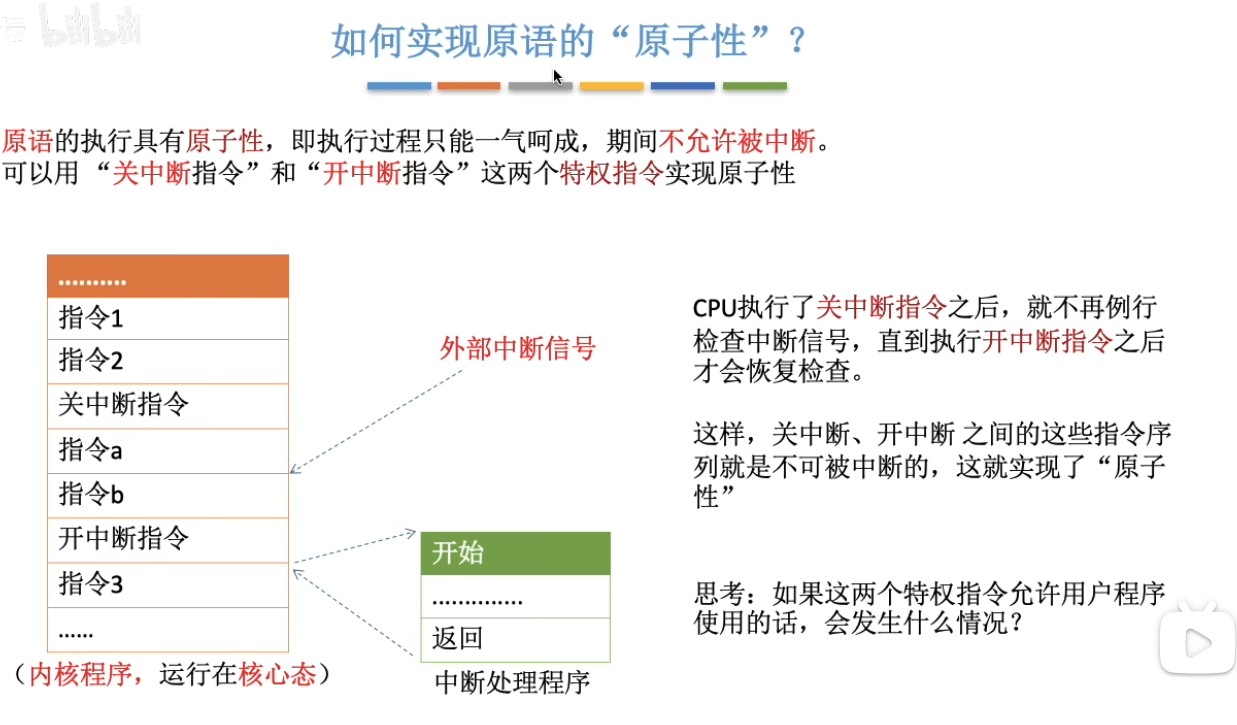 bilibili
如何实现原语的“原子性”？
原语的执行具有原子性，即执行过程只能一气呵成，期间不允许被中断。
可以用 “关中断指令”和“开中断指令”这两个特权指令实现原子性
..........
指令1
指令2
关中断指令
指令a
指令b
开中断指令
指令3
......
（内核程序，运行在核心态）
外部中断信号
开始
..............
返回
中断处理程序
CPU执行了关中断指令之后，就不再例行
检查中断信号，直到执行开中断指令之后
才会恢复检查。
这样，关中断、开中断 之间的这些指令序
列就是不可被中断的，这就实现了“原子
性”
思考：如果这两个特权指令允许用户程序
使用的话，会发生什么情况？